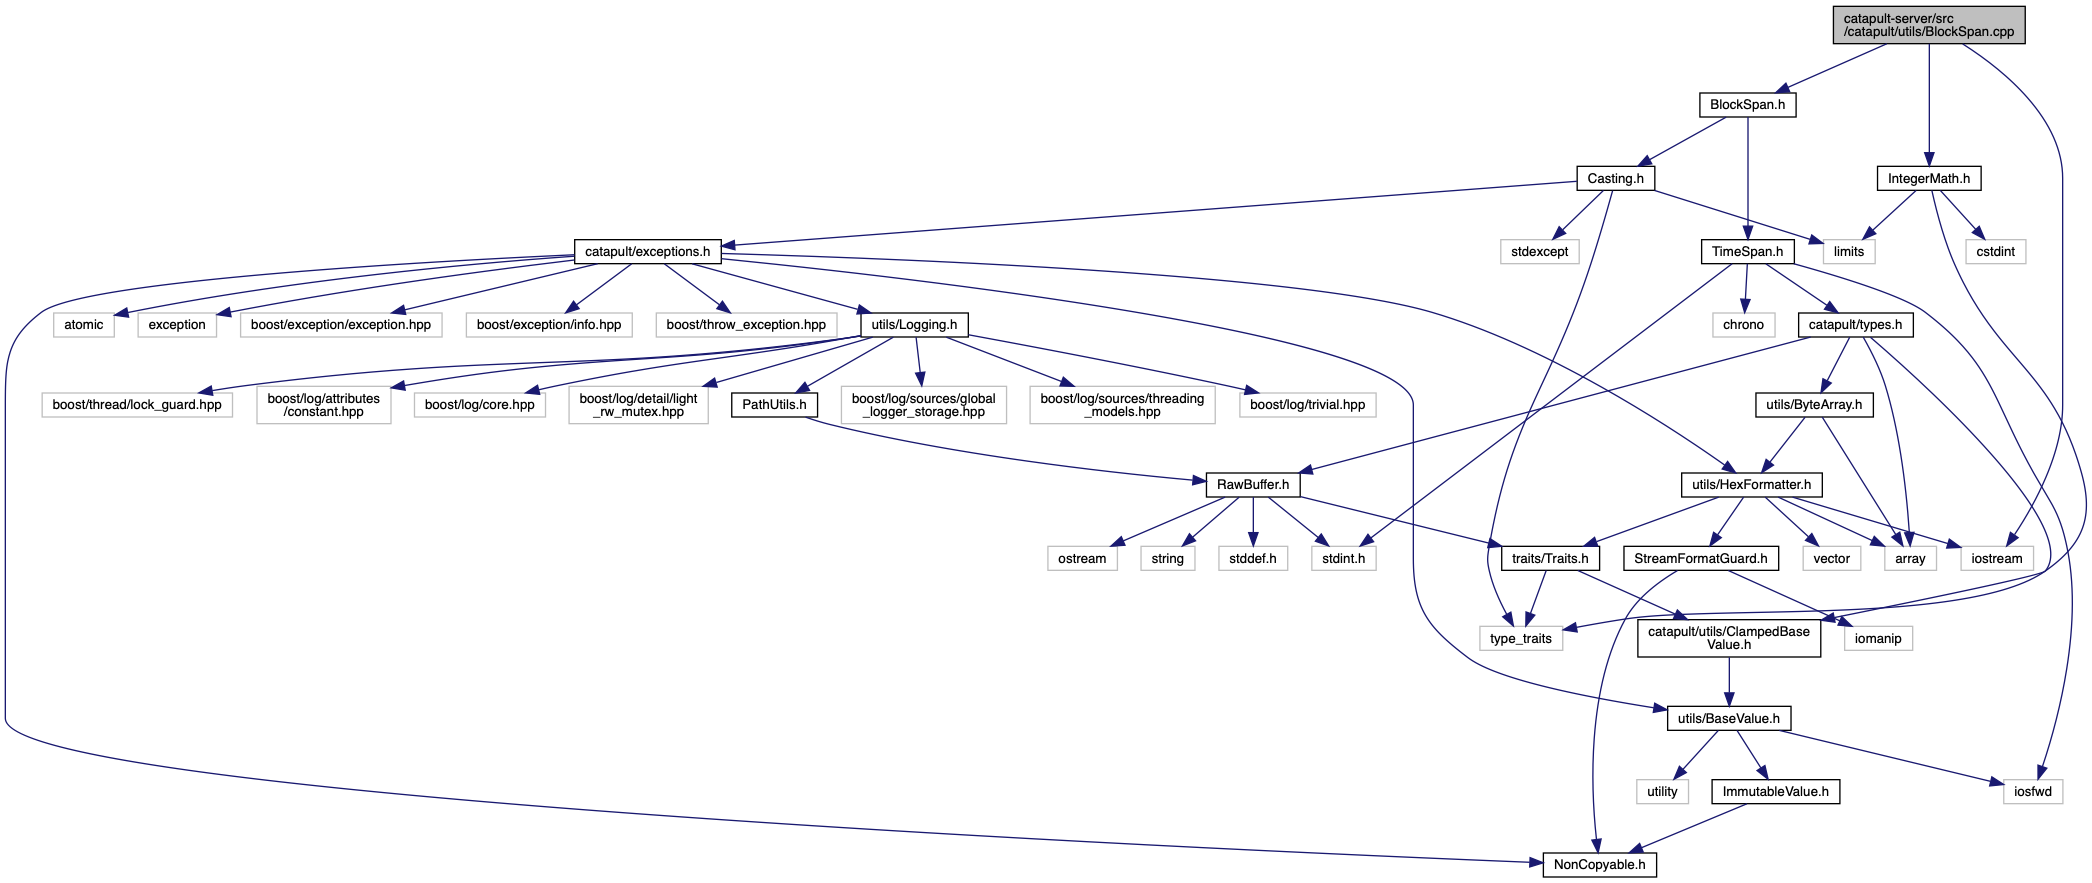 catapult-server/src
/catapult/utils/BlockSpan.cpp
BlockSpan.h
Casting.h
IntegerMath.h
catapult/exceptions.h
stdexcept
TimeSpan.h
limits
cstdint
atomic
exception
boost/exception/exception.hpp
boost/exception/info.hpp
boost/throw_exception.hpp
utils/Logging.h
chrono
catapult/types.h
boost/thread/lock_guard.hpp
boost/log/attributes
/constant.hpp
boost/log/core.hpp
boost/log/detail/light
_rw_mutex.hpp
PathUtils.h
boost/log/sources/global
_logger_storage.hpp
boost/log/sources/threading
_models.hpp
boost/log/trivial.hpp
utils/ByteArray.h
RawBuffer.h
utils/HexFormatter.h
ostream
string
stddef.h
stdint.h
traits/Traits.h
StreamFormatGuard.h
vector
array
iostream
type_traits
catapult/utils/ClampedBase
Value.h
iomanip
utils/BaseValue.h
utility
ImmutableValue.h
iosfwd
NonCopyable.h